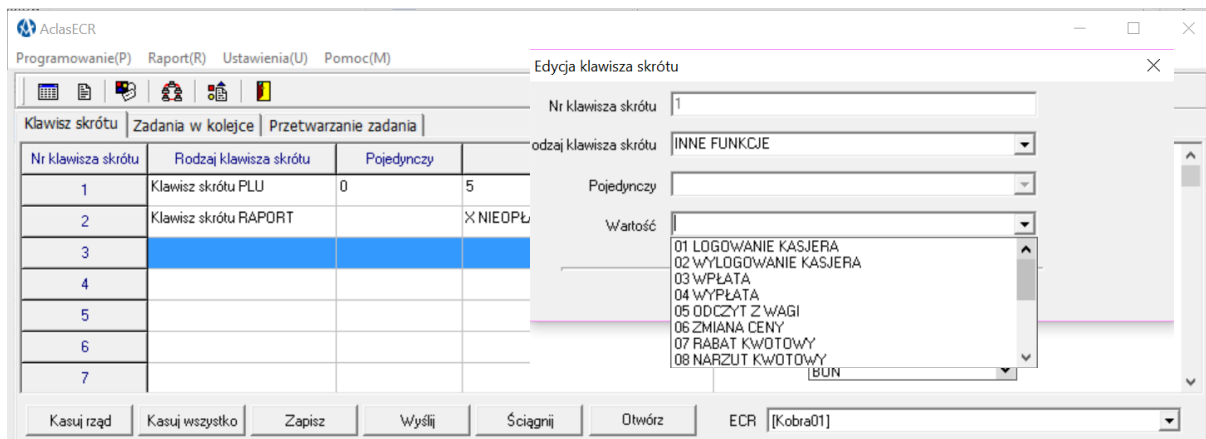 AclasECR
Programowanie(P) Raport(R) Ustawienia(U) Pomoc(M)
Klawisz skrótu Zadania w kolejce Przetwarzanie zadania
Nr klawisza skrótu Rodzaj klawisza skrótu Pojedynczy
1 Klawisz skrótu PLU 0 5
2 Klawisz skrótu RAPORT X NIEOPŁA
3
4
5
6
7
Edycja klawisza skrótu
Nr klawisza skrótu 1
odzaj klawisza skrótu INNE FUNKCJE
Pojedynczy
Wartość
01 LOGOWANIE KASJERA
02 WYLOGOWANIE KASJERA
03 WPŁATA
04 WYPŁATA
05 ODCZYT Z WAGI
06 ZMIANA CENY
07 RABAT KWOTOWY
08 NARZUT KWOTOWY
BON
Kasuj rząd Kasuj wszystko Zapisz Wyślij Ściągnij Otwórz ECR [Kobra01]